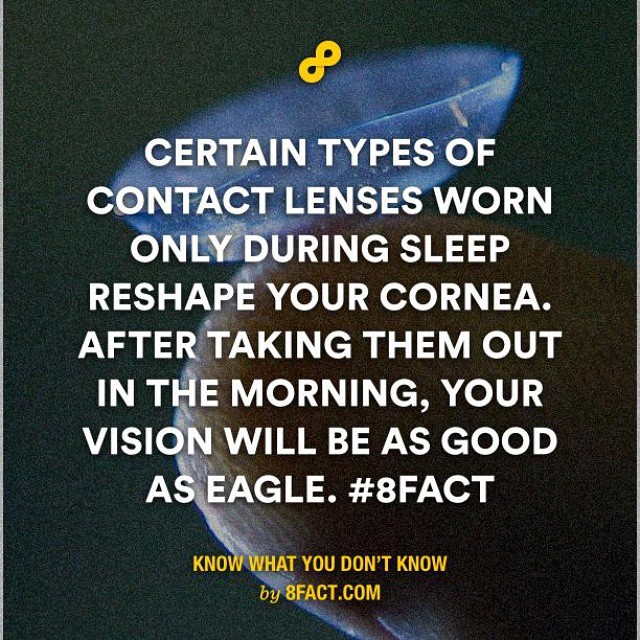 CERTAIN TYPES OF
CONTACT LENSES WORN
ONLY DURING SLEEP
RESHAPE YOUR CORNEA.
AFTER TAKING THEM OUT
IN THE MORNING, YOUR
VISION WILL BE AS GOOD
AS EAGLE. #8FACT
KNOW WHAT YOU DON'T KNOW
by 8FACT.COM